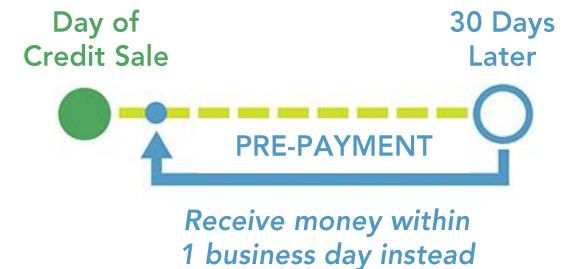 Day of
Credit Sale
30 Days
Later
PRE-PAYMENT
Receive money within
1 business day instead